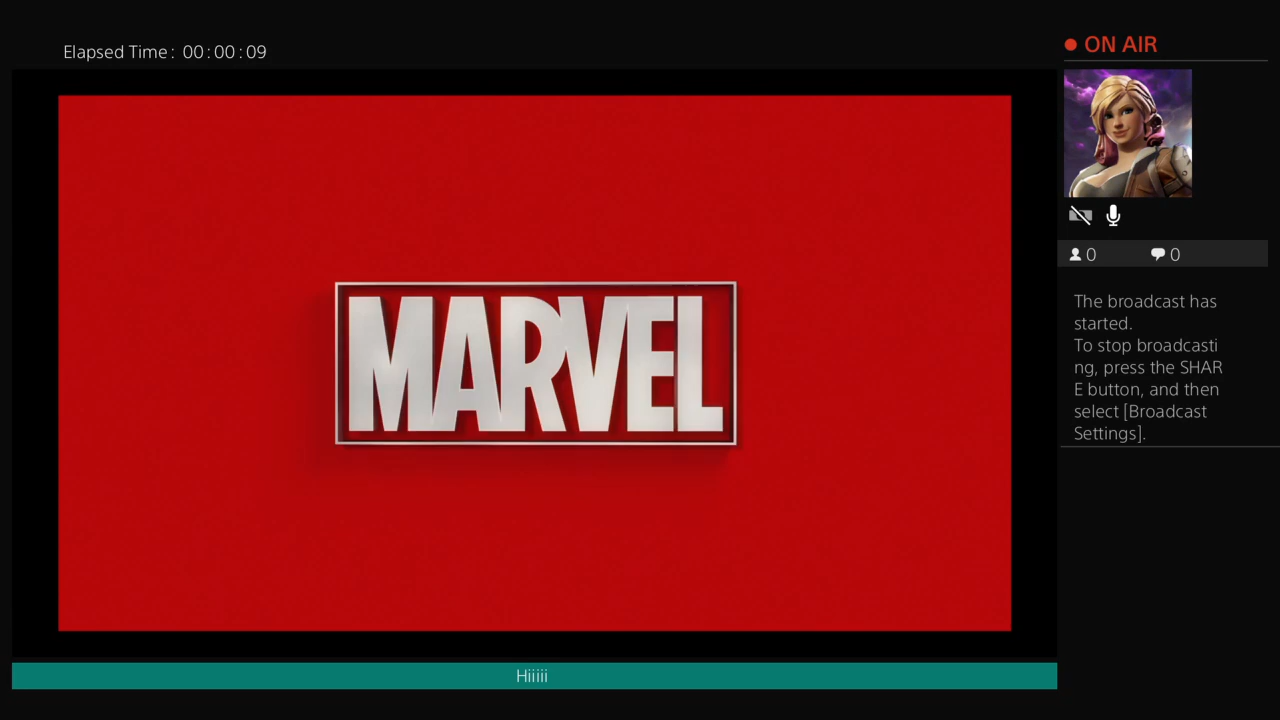 Elapsed Time: 00:00:09
ON AIR
MARVEL
0 0
The broadcast has
started.
To stop broadcasti
ng, press the SHAR
E button, and then
select [Broadcast
Settings].
Hiiiii